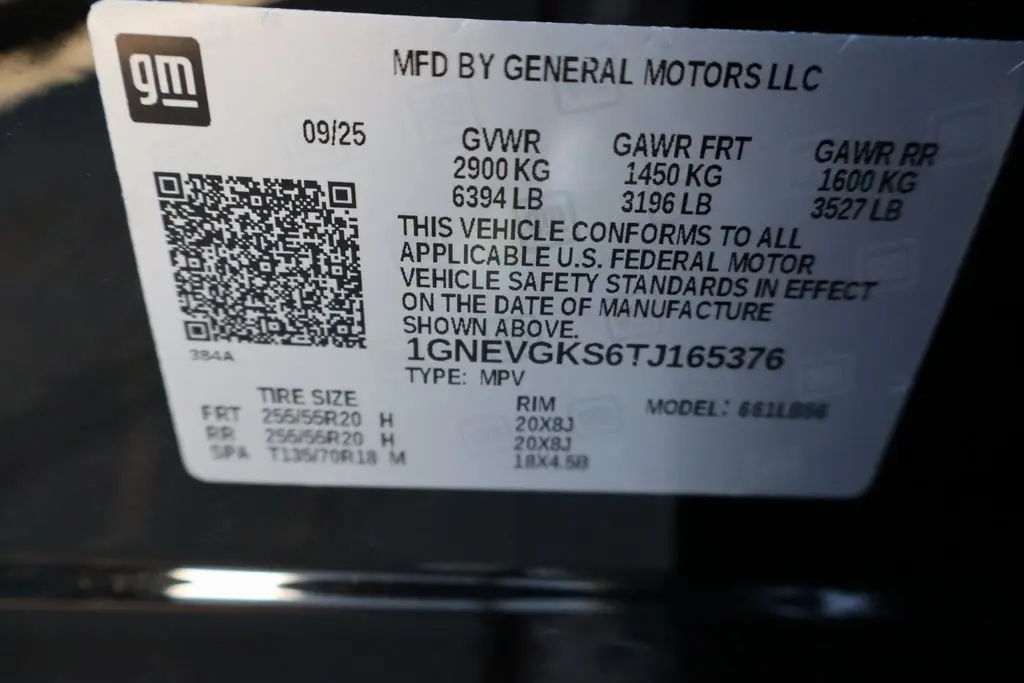 gm
MFD BY GENERAL MOTORS LLC
09/25 GVWR GAWR FRT GAWR RR
2900 KG 1450 KG 1600 KG
6394 LB 3196 LB 3527 LB
THIS VEHICLE CONFORMS TO ALL
APPLICABLE U.S. FEDERAL MOTOR
VEHICLE SAFETY STANDARDS IN EFFECT
ON THE DATE OF MANUFACTURE
SHOWN ABOVE.
384A
1GNEVGKS6TJ165376
TYPE: MPV
TIRE SIZE RIM MODEL:
FRT 255/55R20 H 20X8J
RR 255/55R20 H 20X8J
SPA T135/70R18 M 18X4.5B